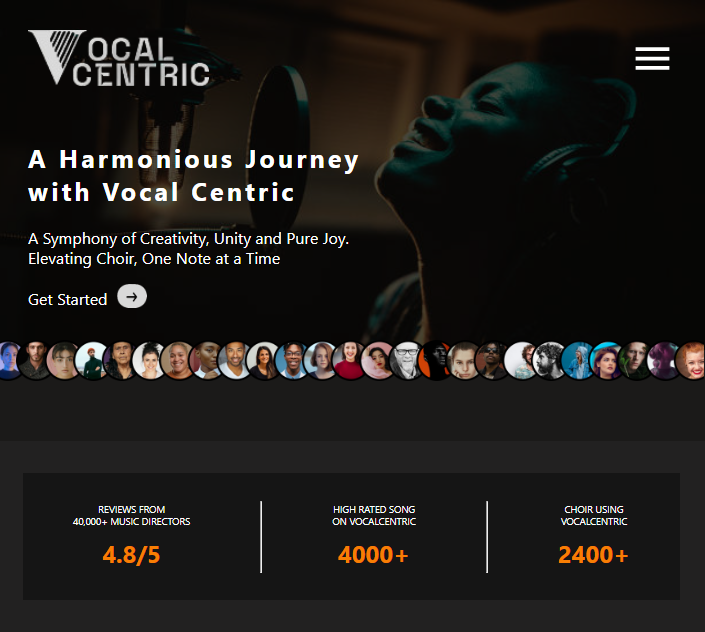 VOCAL
CENTRIC
A Harmonious Journey
with Vocal Centric
A Symphony of Creativity, Unity and Pure Joy.
Elevating Choir, One Note at a Time
Get Started
REVIEWS FROM
40,000+ MUSIC DIRECTORS
4.8/5
HIGH RATED SONG
ON VOCALCENTRIC
4000+
CHOIR USING
VOCALCENTRIC
2400+